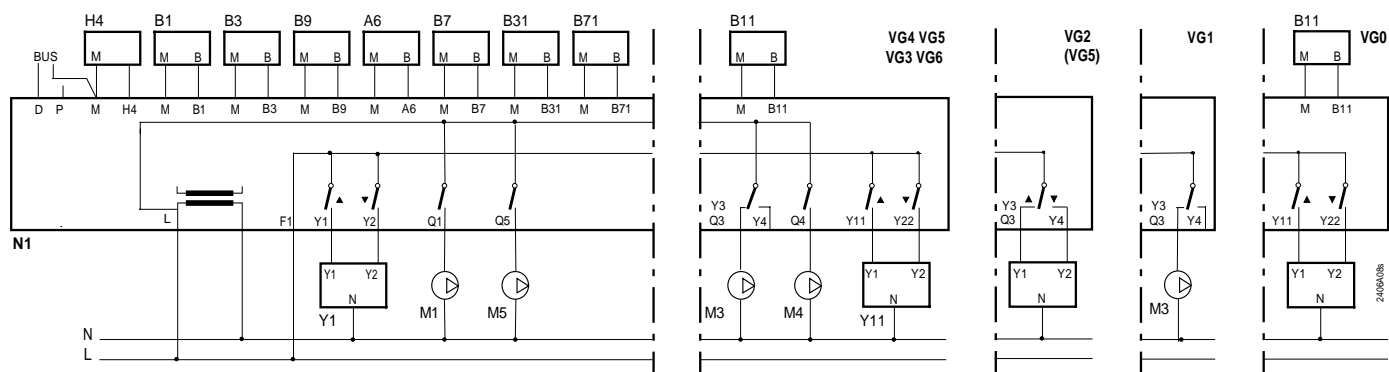 H4 B1 B3 B9 A6 B7 B31 B71 B11 VG4 VG5 VG2 VG1 B11 VG0
VG3 VG6 (VG5)
BUS M M B M B M B M B M B M B M B M B M B
D P M H4 M B1 M B3 M B9 M A6 M B7 M B31 M B71 M B11 M B11
L F1 Y1 Y2 Q1 Q5 Y3 Q3 Y4 Q4 Y11 Y22 Y3 Q3 Y4 Y3 Q3 Y4 Y11 Y22
N1
Y1 Y2 Y1 Y2 Y1 Y2 Y1 Y2
N N N N
Y1 M1 M5 M3 M4 Y11 M3
2406A08s
N
L